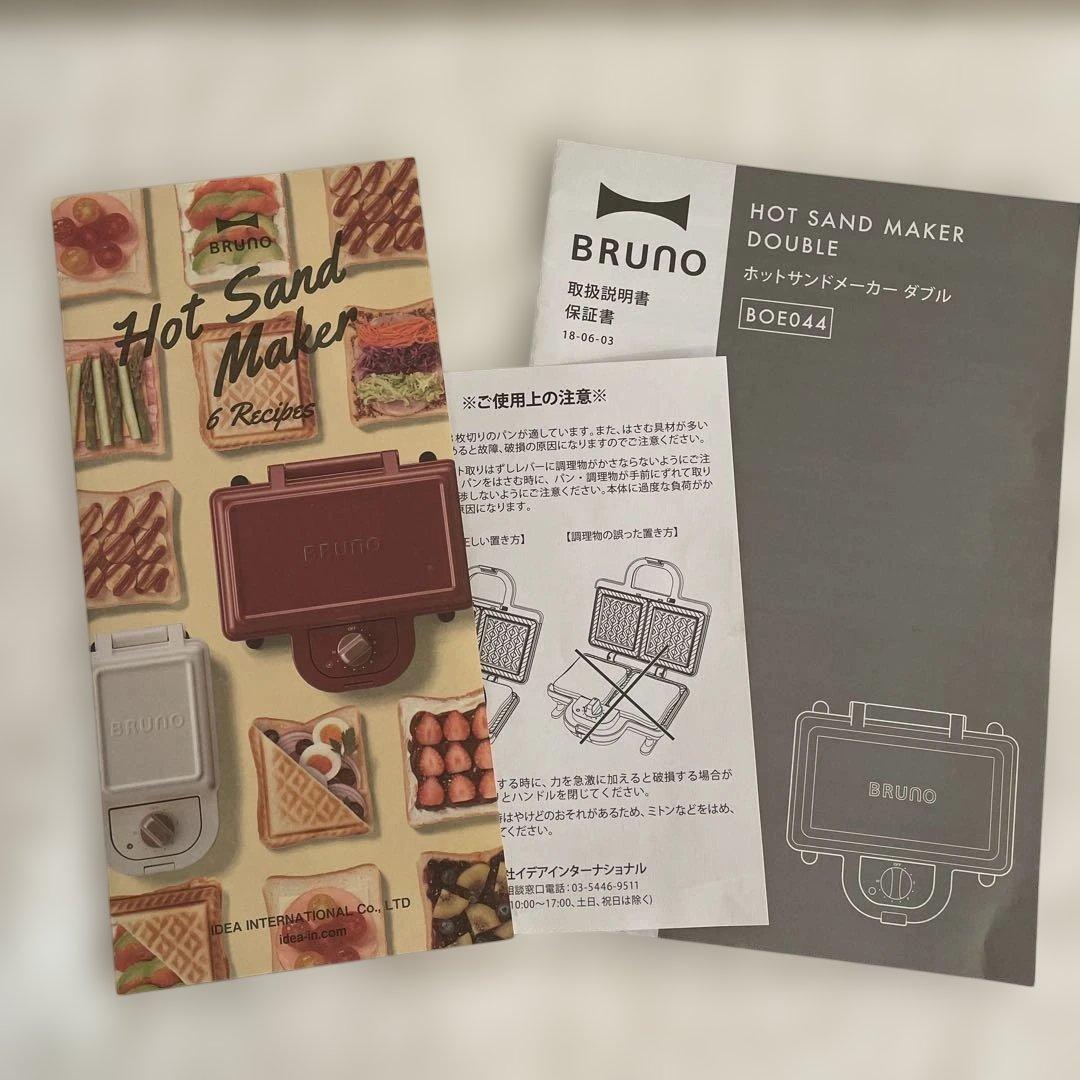 BRUNO
Hot Sand
Maker
6 Recipes
BRUNO
BRUNO
IDEA INTERNATIONAL Co., LTD
idea-in.com
BRUNO
取扱説明書
保証書
18-06-03
HOT SAND MAKER
DOUBLE
ホットサンドメーカー ダブル
BOE044
BRUNO
OFF
※ご使用上の注意※
枚切りのパンが適しています。また、はさむ具材が多い
めると故障、破損の原因になりますのでご注意ください。
ト取りはずしレバーに調理物がかさならないようにご注
パンをはさむ時に、パン・調理物が手前にずれて取り
渉しないようにご注意ください。本体に過度な負荷がか
原因になります。
正しい置き方】
【調理物の誤った置き方】
する時に、力を急激に加えると破損する場合が
とハンドルを閉じてください。
時はやけどのおそれがあるため、ミトンなどをはめ、
てください。
社イデアインターナショナル
相談窓口電話：03-5446-9511
10:00～17:00、土日、祝日は除く)